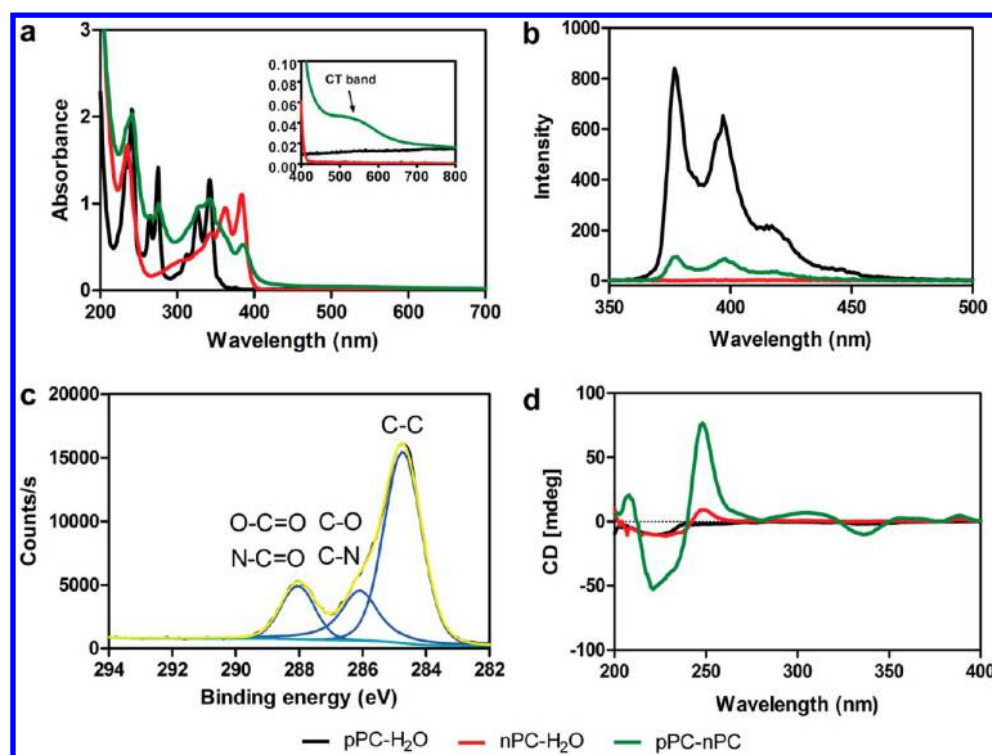 a
3
2
1
0
200 300 400 500 600 700
Absorbance
Wavelength (nm)
0.10
0.08
0.06
0.04
0.02
0.00
400 500 600 700 800
CT band
b
1000
800
600
400
200
0
350 400 450 500
Intensity
Wavelength (nm)
c
20000
15000
10000
5000
0
294 292 290 288 286 284 282
Counts/s
Binding energy (eV)
C-C
O-C=O C-O
N-C=O C-N
d
100
50
0
-50
-100
200 250 300 350 400
CD [mdeg]
Wavelength (nm)
pPC-H₂O nPC-H₂O pPC-nPC